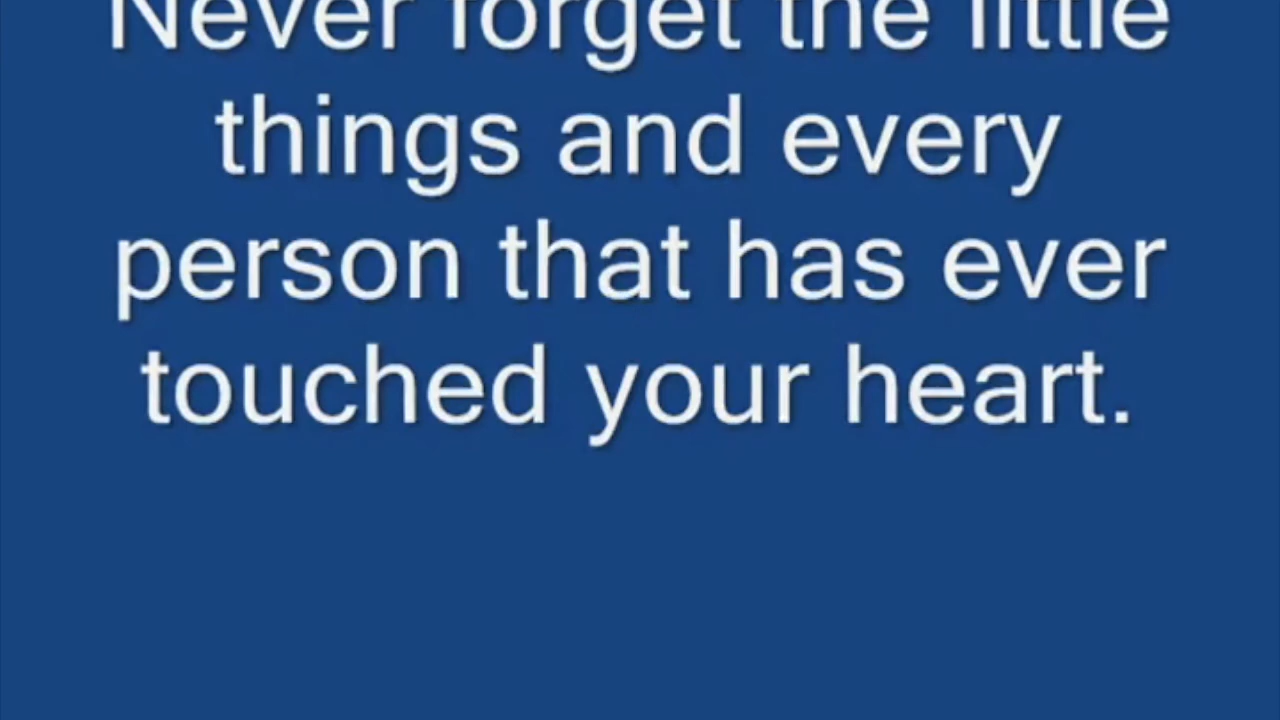 Never forget the little
things and every
person that has ever
touched your heart.